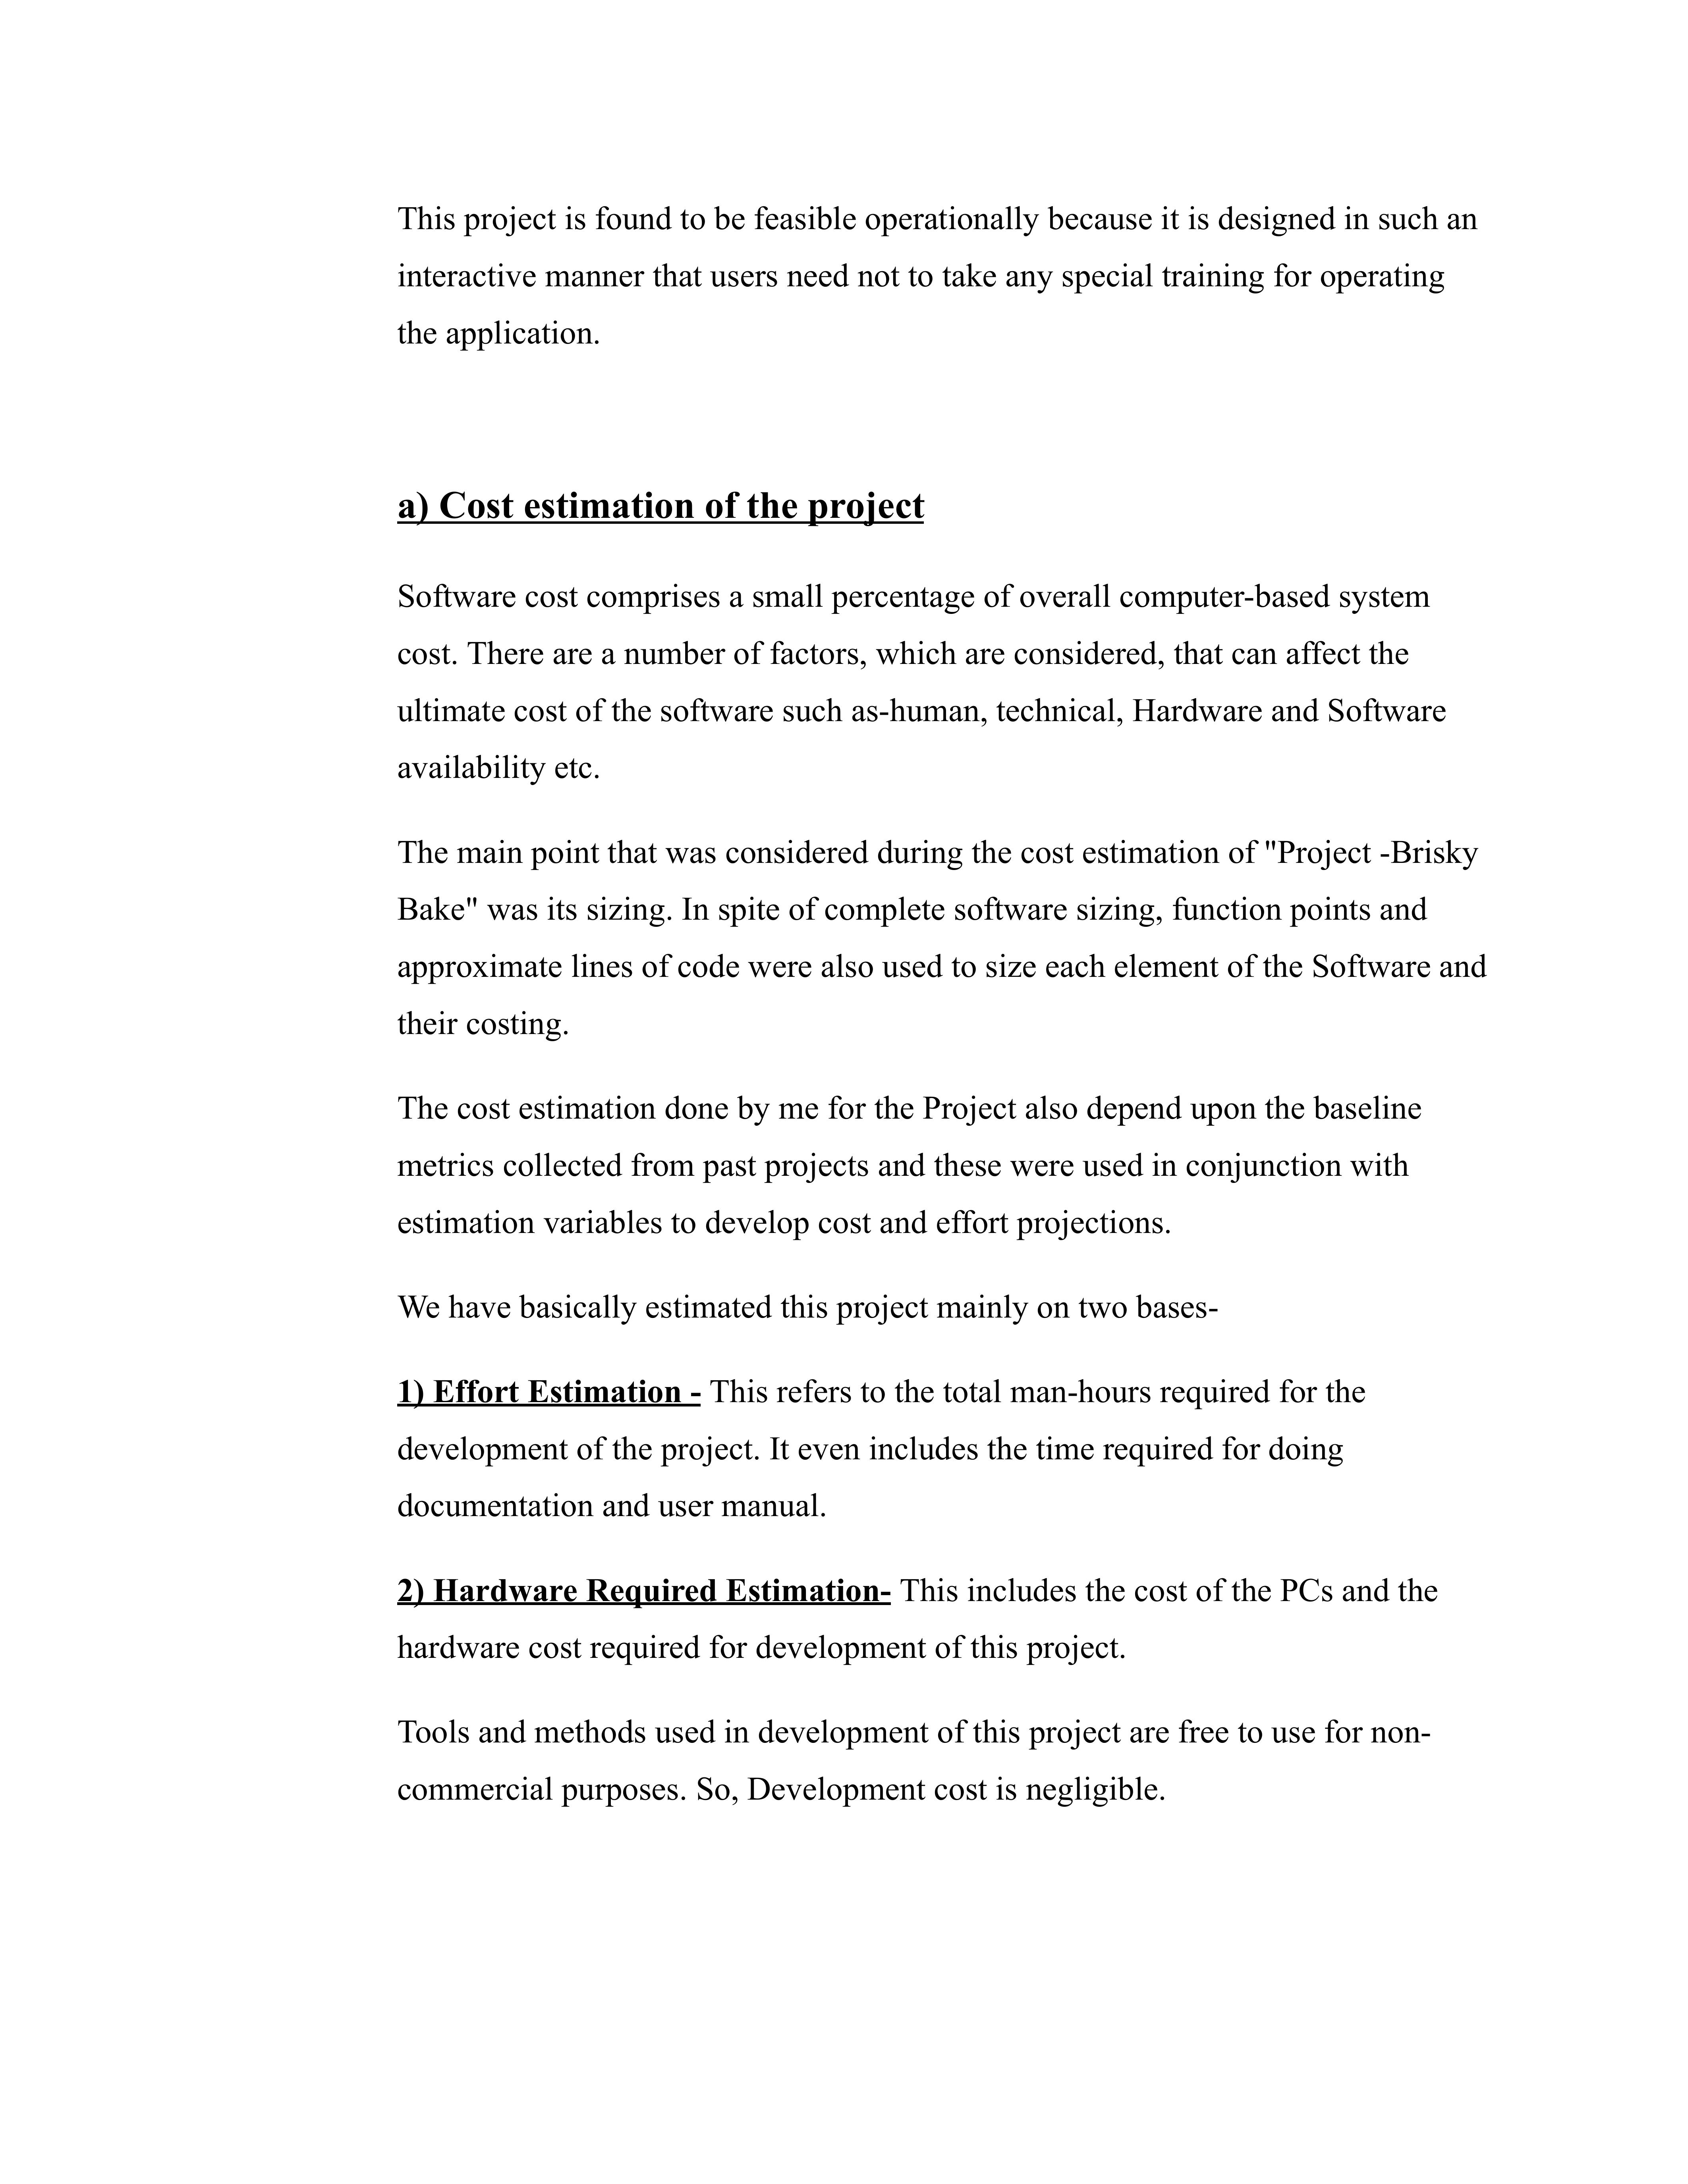 This project is found to be feasible operationally because it is designed in such an
interactive manner that users need not to take any special training for operating
the application.
a) Cost estimation of the project
Software cost comprises a small percentage of overall computer-based system
cost. There are a number of factors, which are considered, that can affect the
ultimate cost of the software such as-human, technical, Hardware and Software
availability etc.
The main point that was considered during the cost estimation of "Project -Brisky
Bake" was its sizing. In spite of complete software sizing, function points and
approximate lines of code were also used to size each element of the Software and
their costing.
The cost estimation done by me for the Project also depend upon the baseline
metrics collected from past projects and these were used in conjunction with
estimation variables to develop cost and effort projections.
We have basically estimated this project mainly on two bases-
1) Effort Estimation - This refers to the total man-hours required for the
development of the project. It even includes the time required for doing
documentation and user manual.
2) Hardware Required Estimation- This includes the cost of the PCs and the
hardware cost required for development of this project.
Tools and methods used in development of this project are free to use for non-
commercial purposes. So, Development cost is negligible.